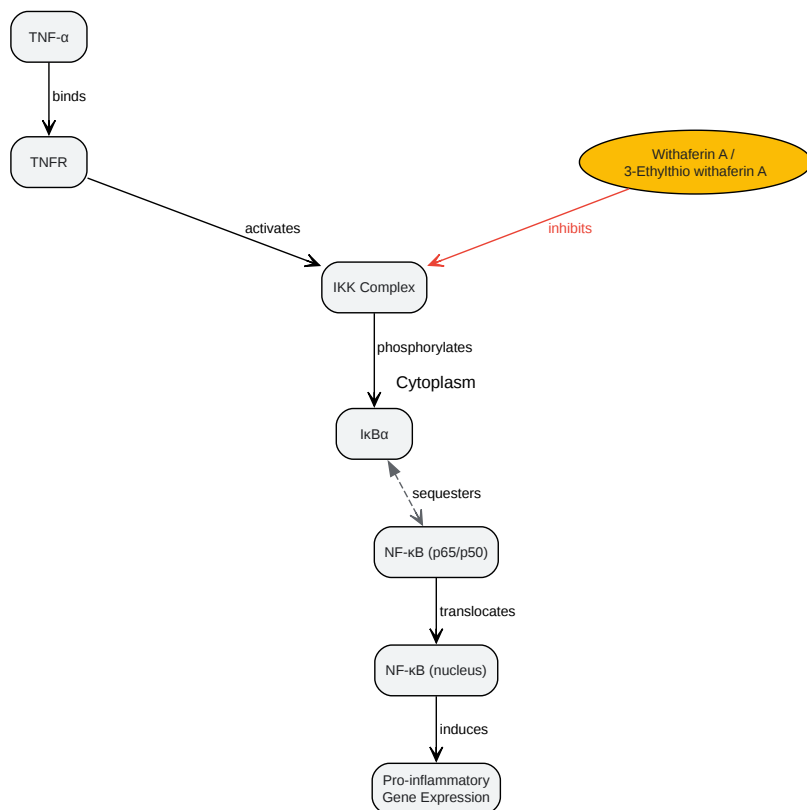 TNF-α
binds
TNFR
Withaferin A /
3-Ethylthio withaferin A
activates
inhibits
IKK Complex
phosphorylates
Cytoplasm
IκBα
sequesters
NF-κB (p65/p50)
translocates
NF-κB (nucleus)
induces
Pro-inflammatory
Gene Expression